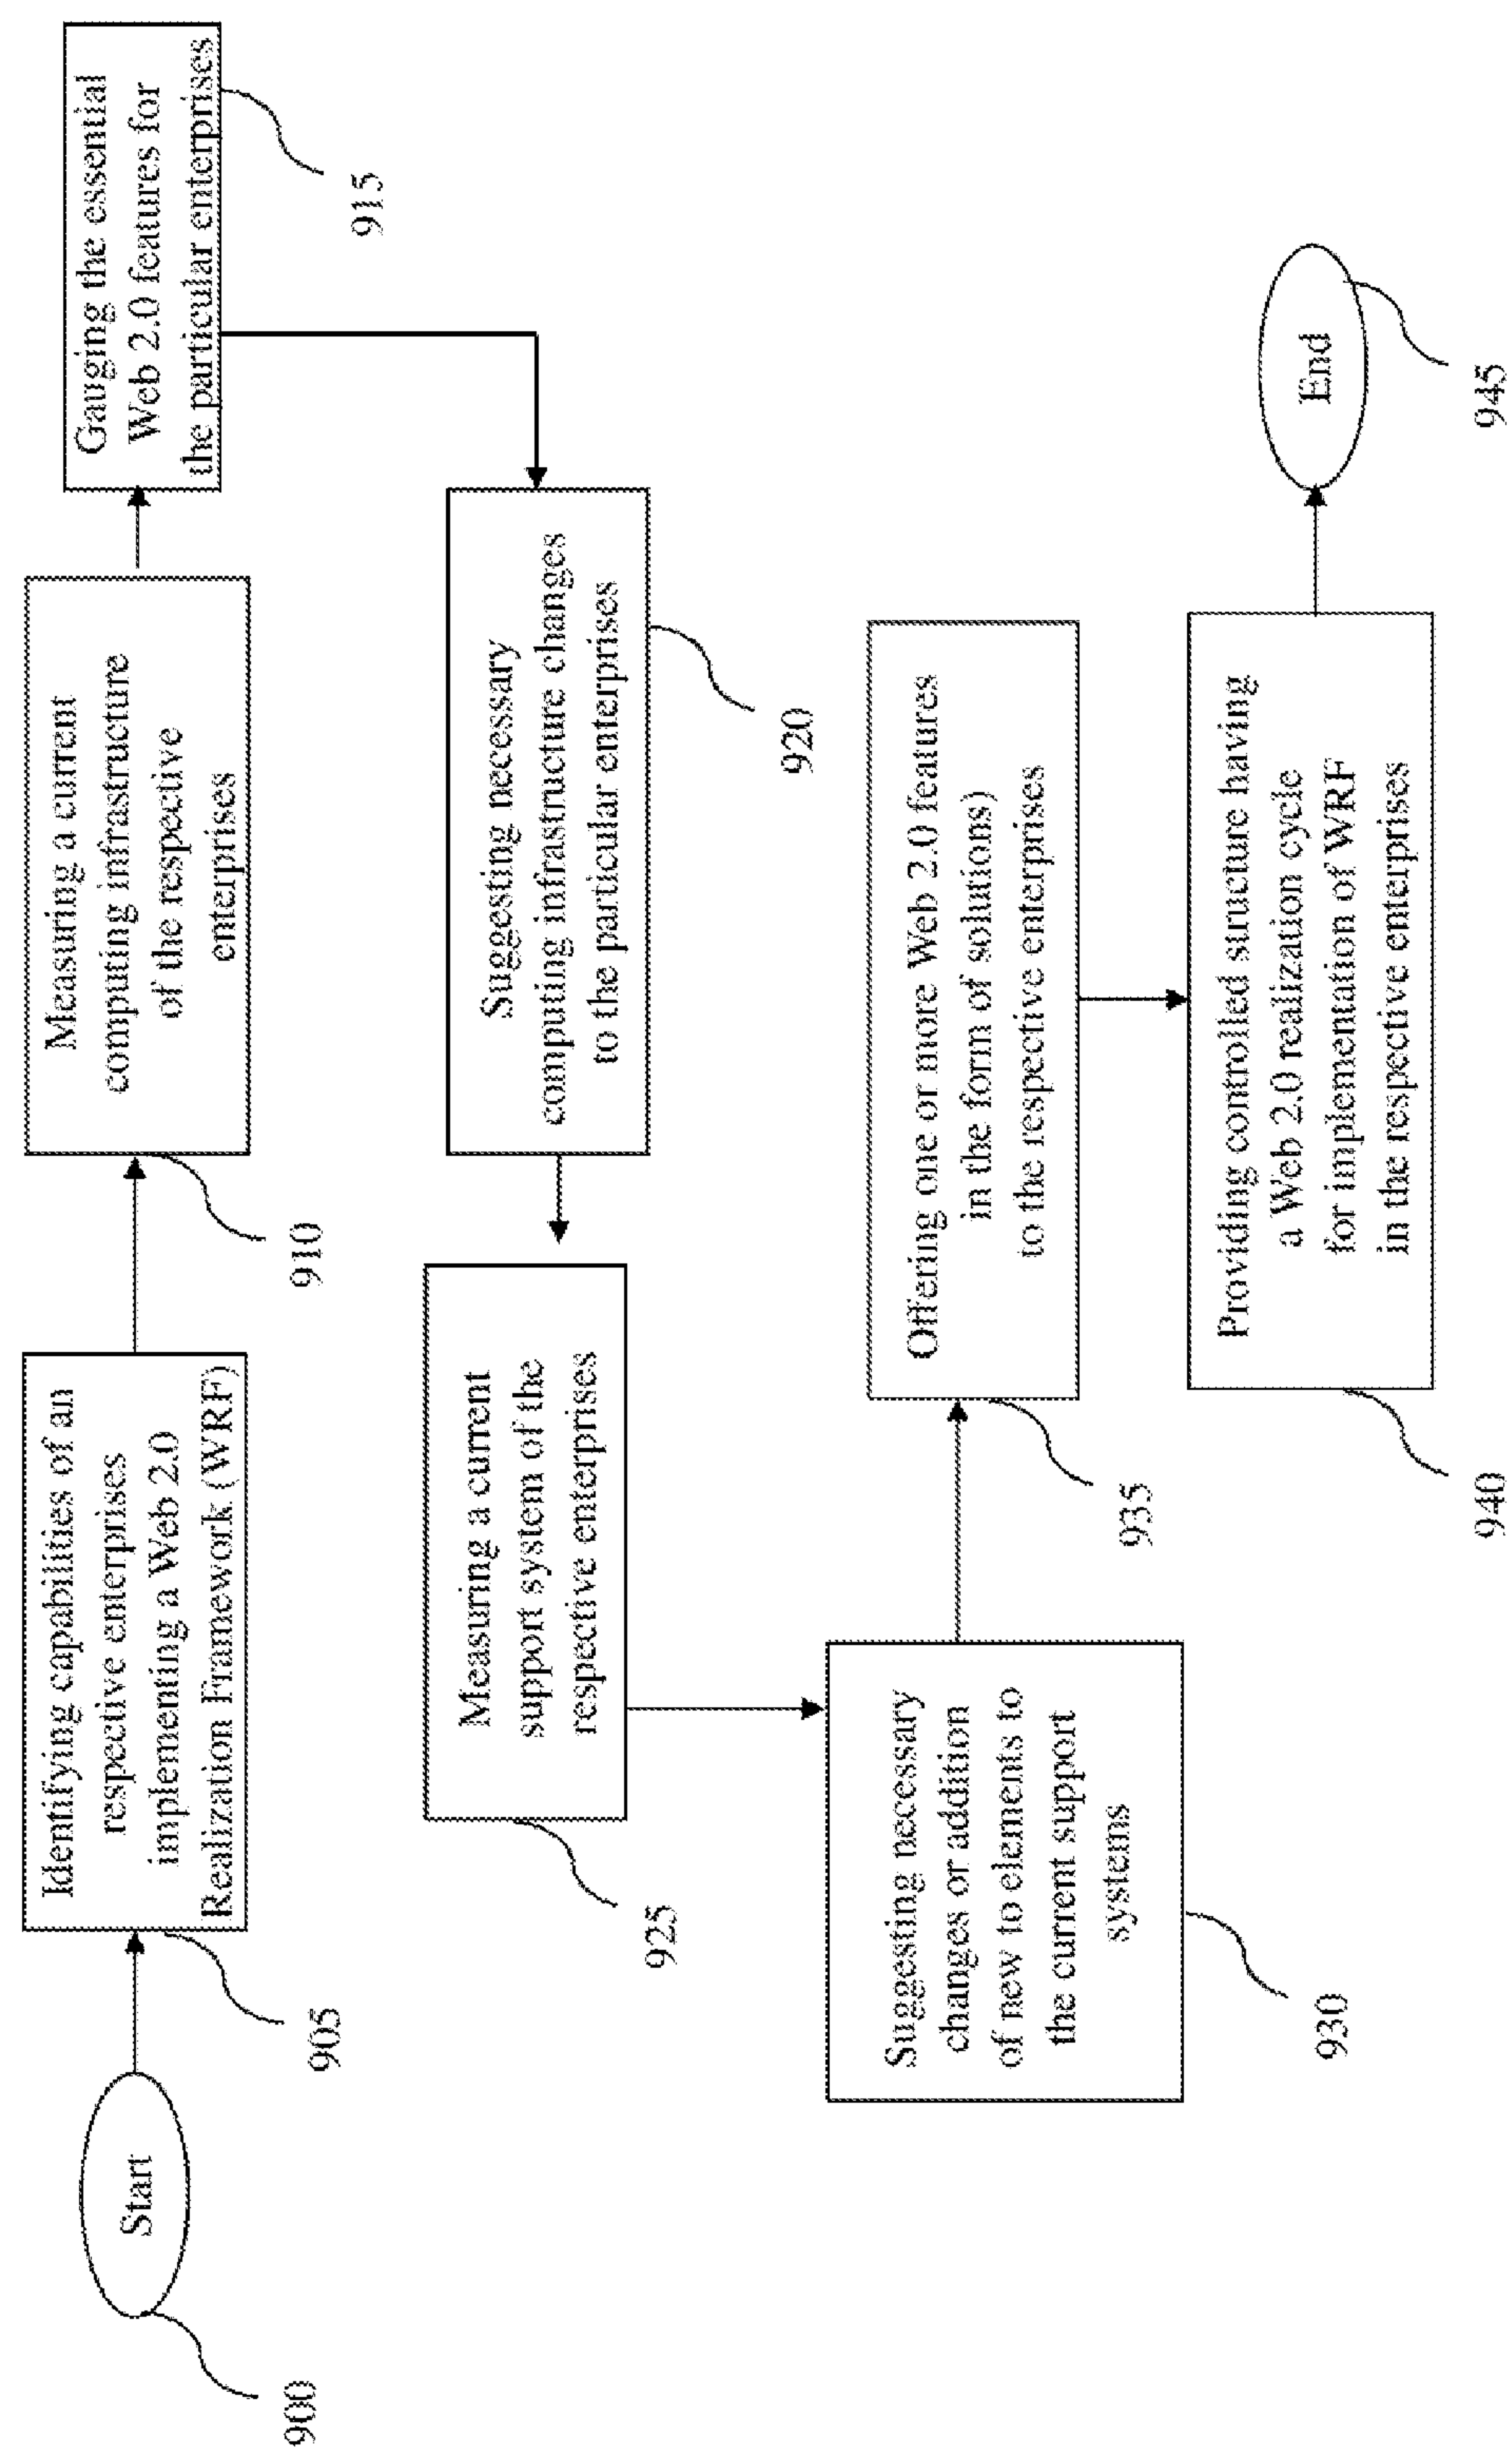 Start
900
Identifying capabilities of an
respective enterprises
implementing a Web 2.0
Realization Framework (WRF)
905
Measuring a current
computing infrastructure
of the respective
enterprises
910
Gauging the essential
Web 2.0 features for
the particular enterprises
915
Suggesting necessary
computing infrastructure changes
to the particular enterprises
920
Measuring a current
support system of the
respective enterprises
925
Suggesting necessary
changes or addition
of new to elements to
the current support
systems
930
Offering one or more Web 2.0 features
in the form of solutions)
to the respective enterprises
935
Providing controlled structure having
a Web 2.0 realization cycle
for implementation of WRF
in the respective enterprises
940
End
945